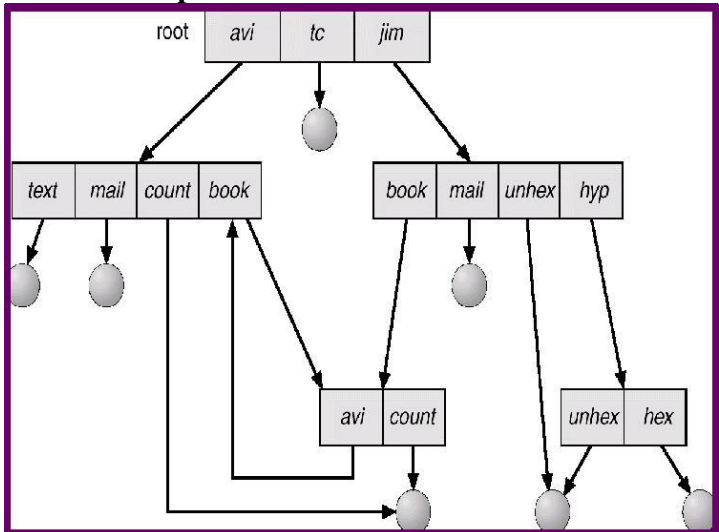 root avi tc jim
text mail count book book mail unhex hyp
avi count unhex hex